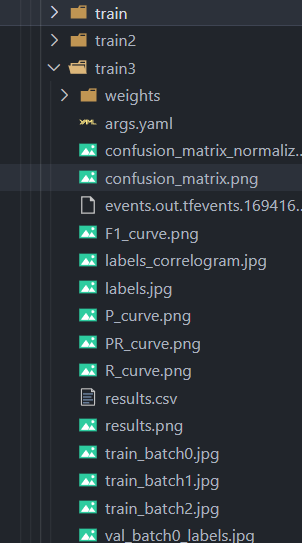 train
train2
train3
weights
args.yaml
confusion_matrix_normaliz...
confusion_matrix.png
events.out.tfevents.169416...
F1_curve.png
labels_correlogram.jpg
labels.jpg
P_curve.png
PR_curve.png
R_curve.png
results.csv
results.png
train_batch0.jpg
train_batch1.jpg
train_batch2.jpg
val_batch0_labels.jpg